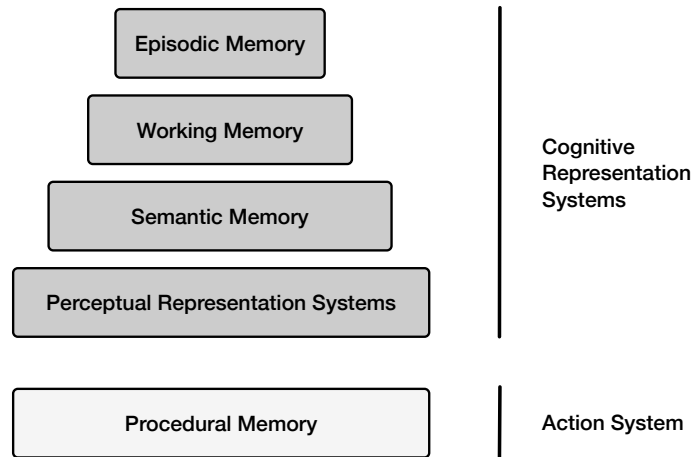 Episodic Memory
Working Memory
Semantic Memory
Perceptual Representation Systems
Cognitive
Representation
Systems
Procedural Memory
Action System